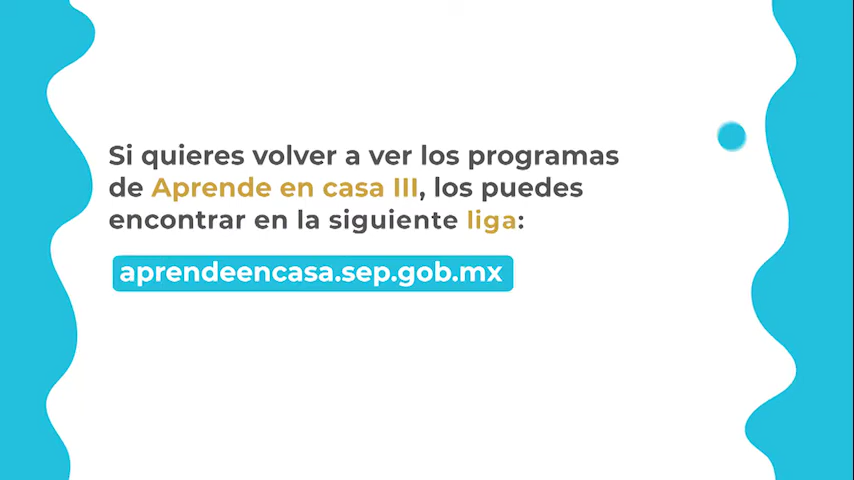 Si quieres volver a ver los programas
de Aprende en casa III, los puedes
encontrar en la siguiente liga:
aprendeencasa.sep.gob.mx